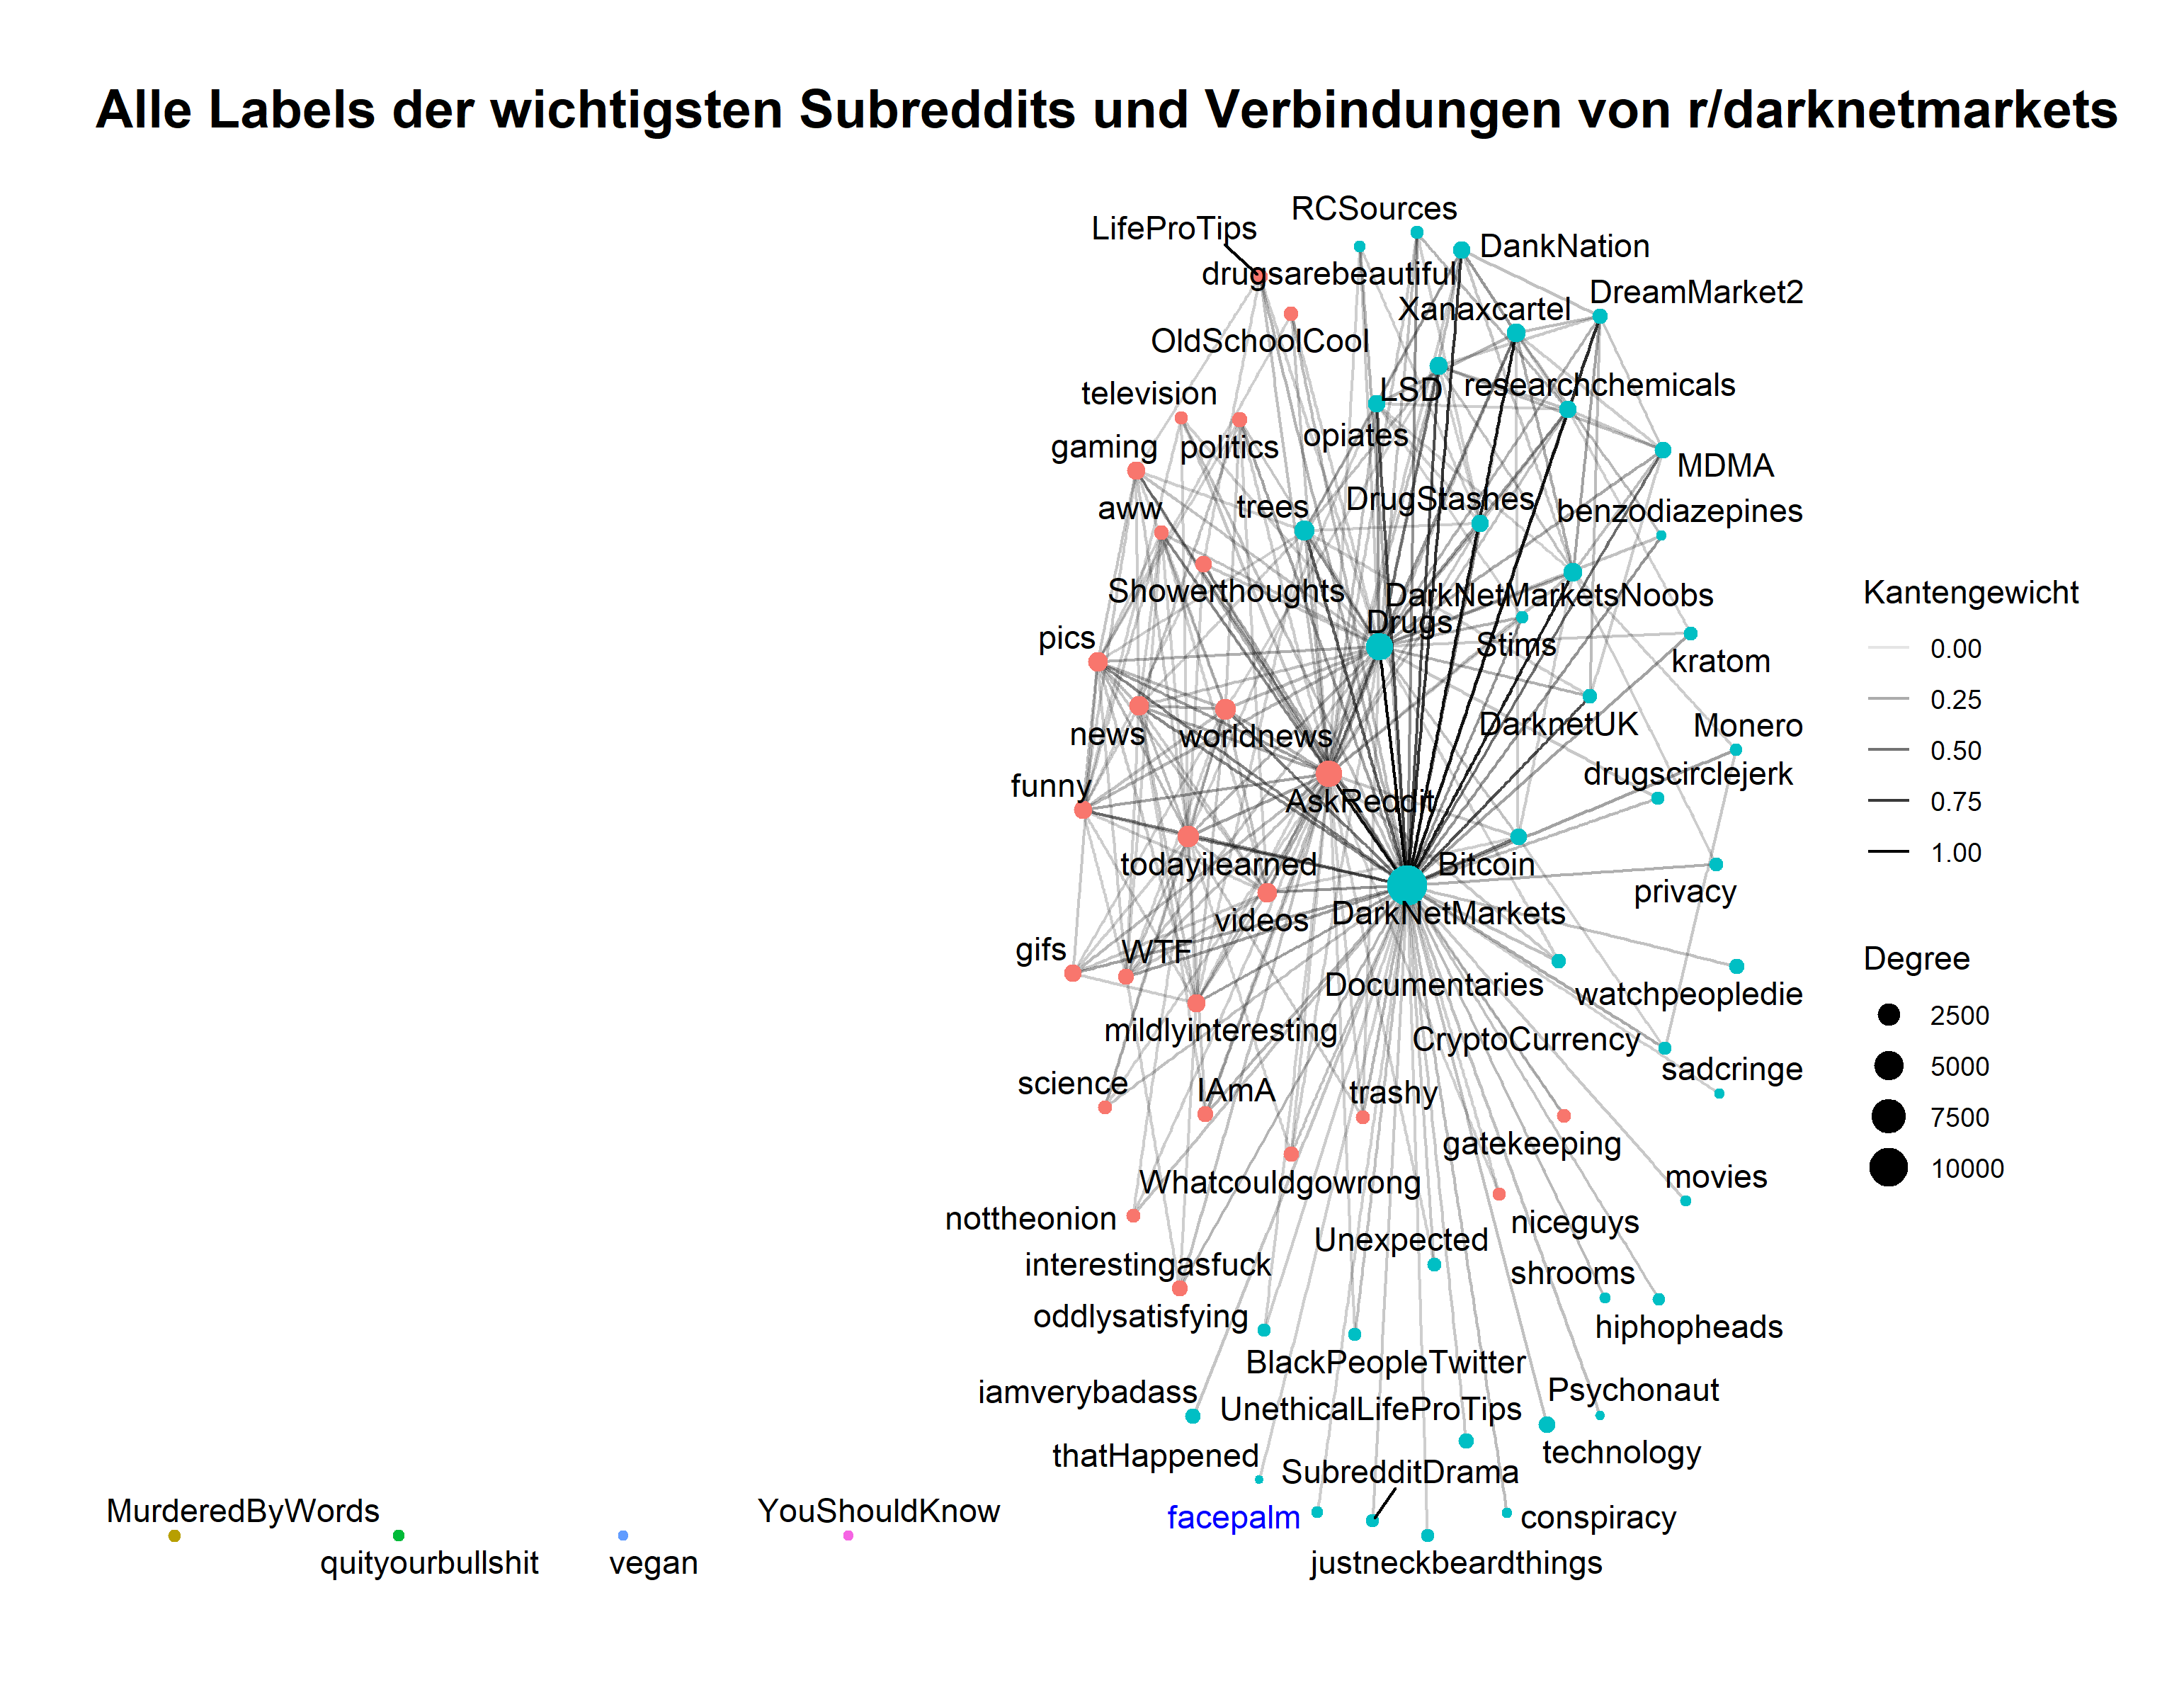 Alle Labels der wichtigsten Subreddits und Verbindungen von r/darknetmarkets
RCSources
LifeProTips
DankNation
drugsarebeautiful
DreamMarket2
Xanaxcartel
OldSchoolCool
television
LSD
researchchemicals
gaming
politics
opiates
MDMA
aww
trees
DrugStashes
benzodiazepines
Showerthoughts
DarkNetMarketsNoobs
Drugs
pics
Stims
kratom
news
worldnews
DarknetUK
Monero
funny
AskReddit
drugscirclejerk
todayilearned
Bitcoin
privacy
videos
DarkNetMarkets
gifs
WTF
Documentaries
watchpeopledie
mildlyinteresting
CryptoCurrency
sadcringe
science
IAmA
trashy
gatekeeping
Whatcouldgowrong
movies
nottheonion
niceguys
Unexpected
interestingasfuck
shrooms
oddlysatisfying
hiphopheads
BlackPeopleTwitter
iamverybadass
Psychonaut
UnethicalLifeProTips
thatHappened
technology
SubredditDrama
MurderedByWords
YouShouldKnow
facepalm
conspiracy
quityourbullshit
vegan
justneckbeardthings
Kantengewicht
0.00
0.25
0.50
0.75
1.00
Degree
2500
5000
7500
10000